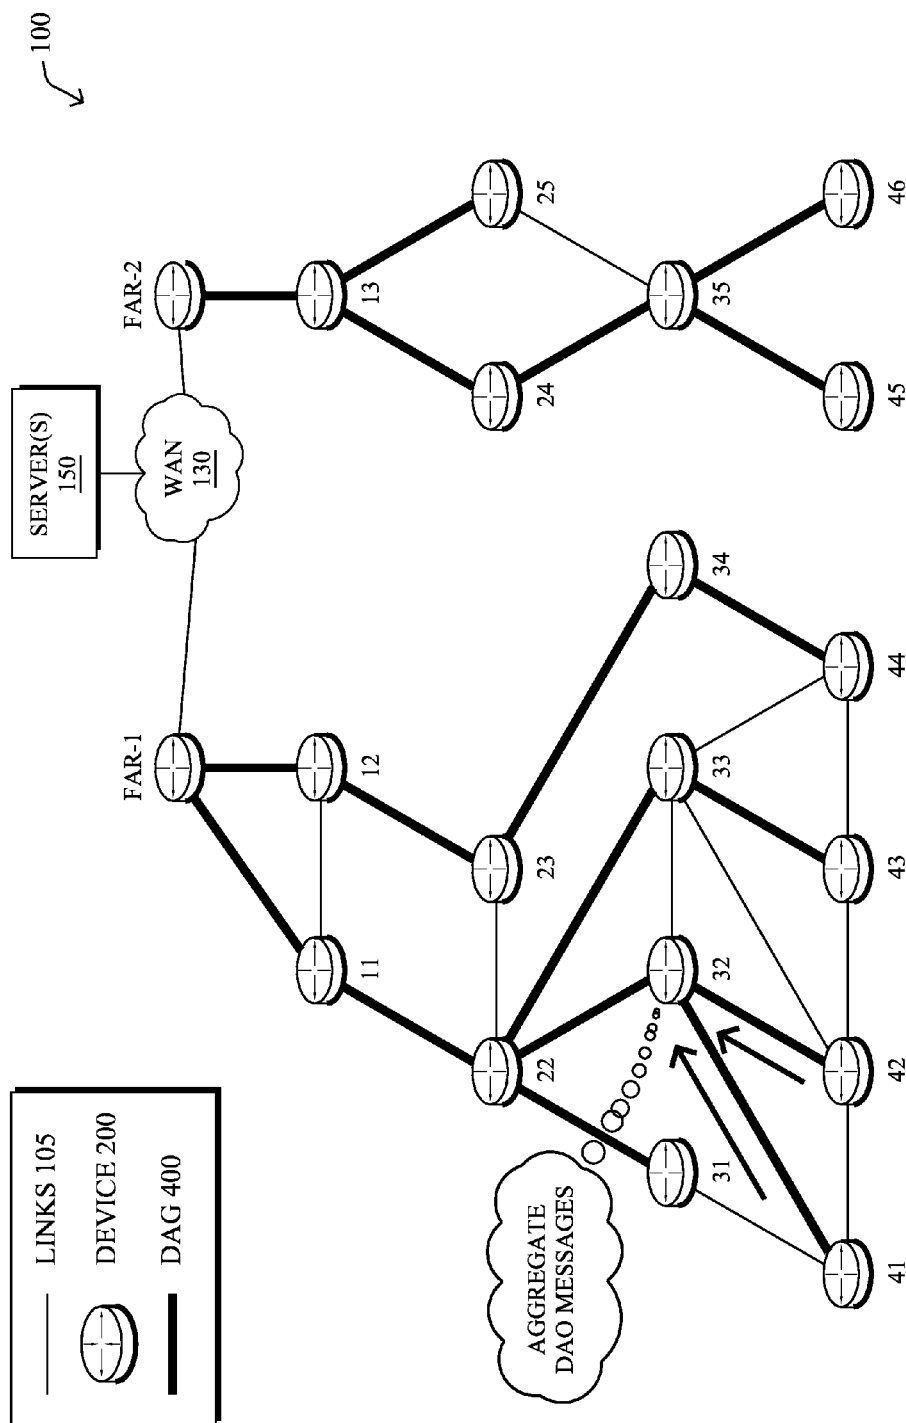 100
LINKS 105
DEVICE 200
DAG 400
SERVER(S)
150
WAN
130
FAR-1
FAR-2
11
12
13
22
23
24
25
31
32
33
34
35
AGGREGATE
DAO MESSAGES
41
42
43
44
45
46